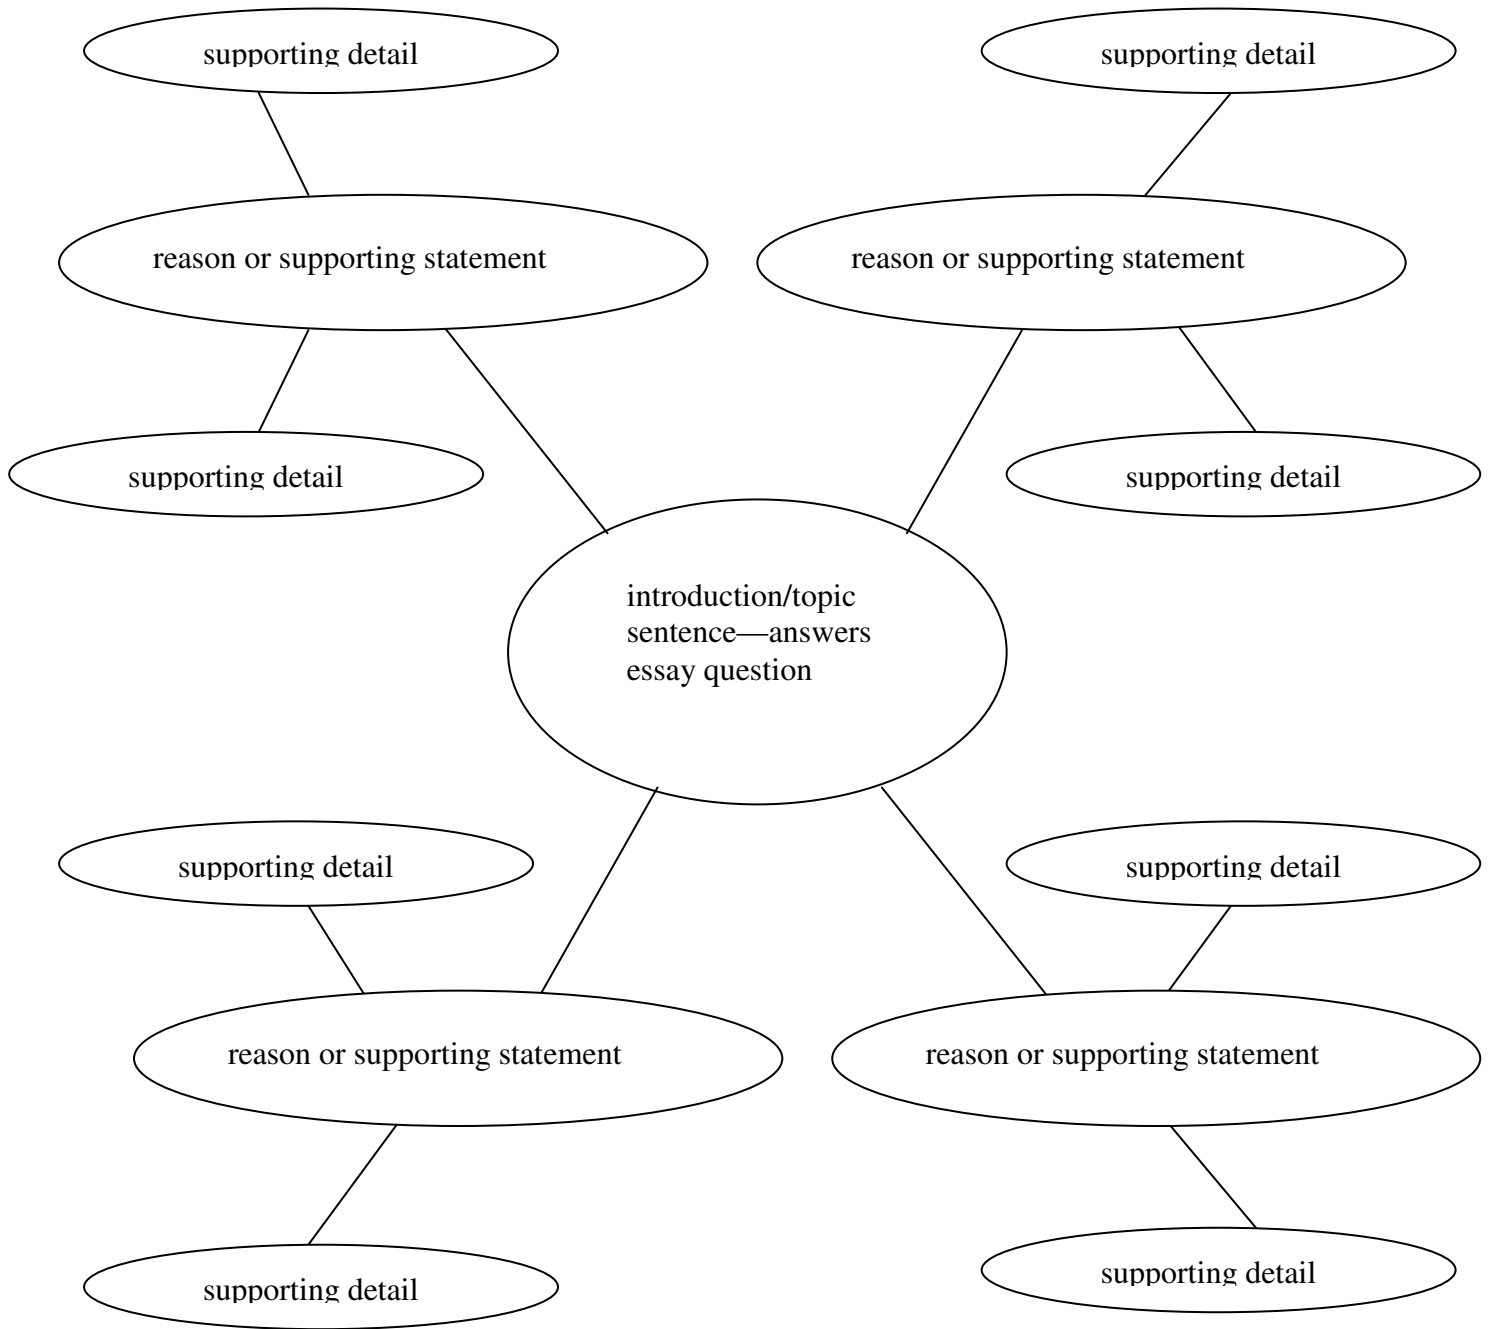 supporting detail
supporting detail
reason or supporting statement
reason or supporting statement
supporting detail
supporting detail
introduction/topic
sentence—answers
essay question
supporting detail
supporting detail
reason or supporting statement
reason or supporting statement
supporting detail
supporting detail